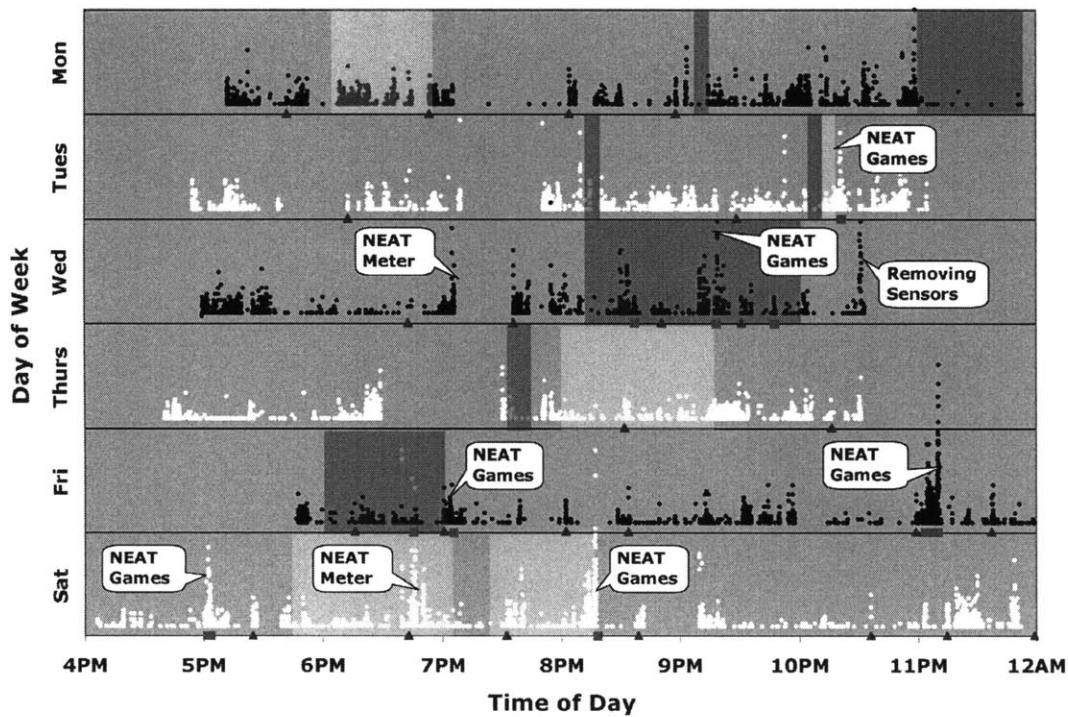 Day of Week
Mon
Tues
NEAT
Games
Wed
NEAT
Meter
NEAT
Games
Removing
Sensors
Thurs
Fri
NEAT
Games
NEAT
Games
Sat
NEAT
Games
NEAT
Meter
NEAT
Games
4PM 5PM 6PM 7PM 8PM 9PM 10PM 11PM 12AM
Time of Day